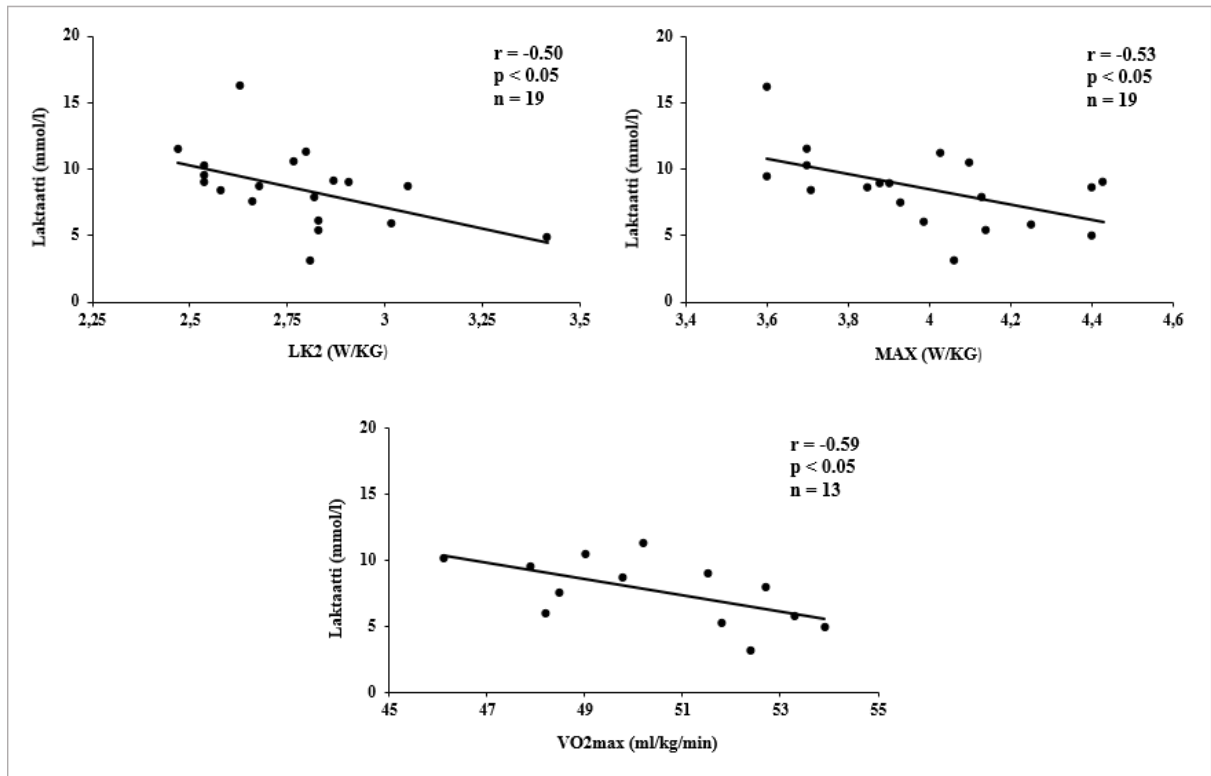 r = -0.50
p < 0.05
n = 19
Laktaatti (mmol/l)
20
15
10
5
0
2,25 2,5 2,75 3 3,25 3,5
LK2 (W/KG)
r = -0.53
p < 0.05
n = 19
Laktaatti (mmol/l)
20
15
10
5
0
3,4 3,6 3,8 4 4,2 4,4 4,6
MAX (W/KG)
r = -0.59
p < 0.05
n = 13
Laktaatti (mmol/l)
20
15
10
5
0
45 47 49 51 53 55
VO2max (ml/kg/min)